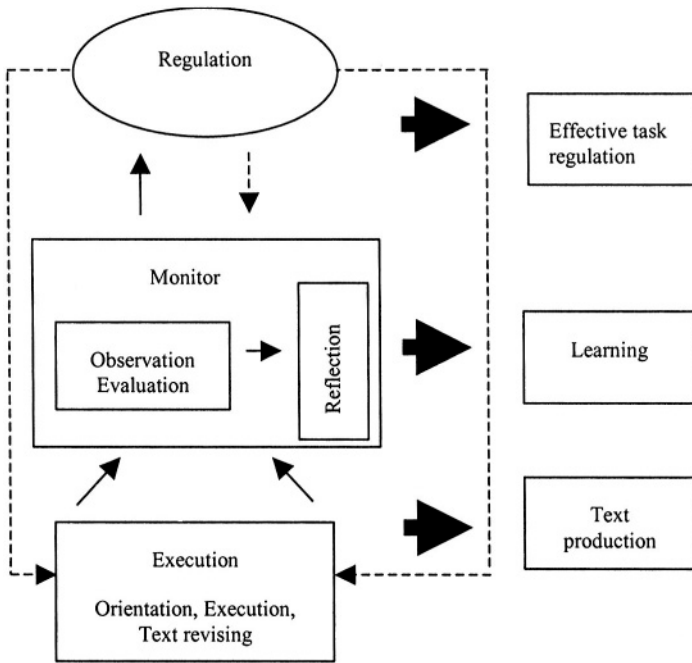 Regulation
Effective task
regulation
Monitor
Observation
Evaluation
Reflection
Learning
Execution
Orientation, Execution,
Text revising
Text
production